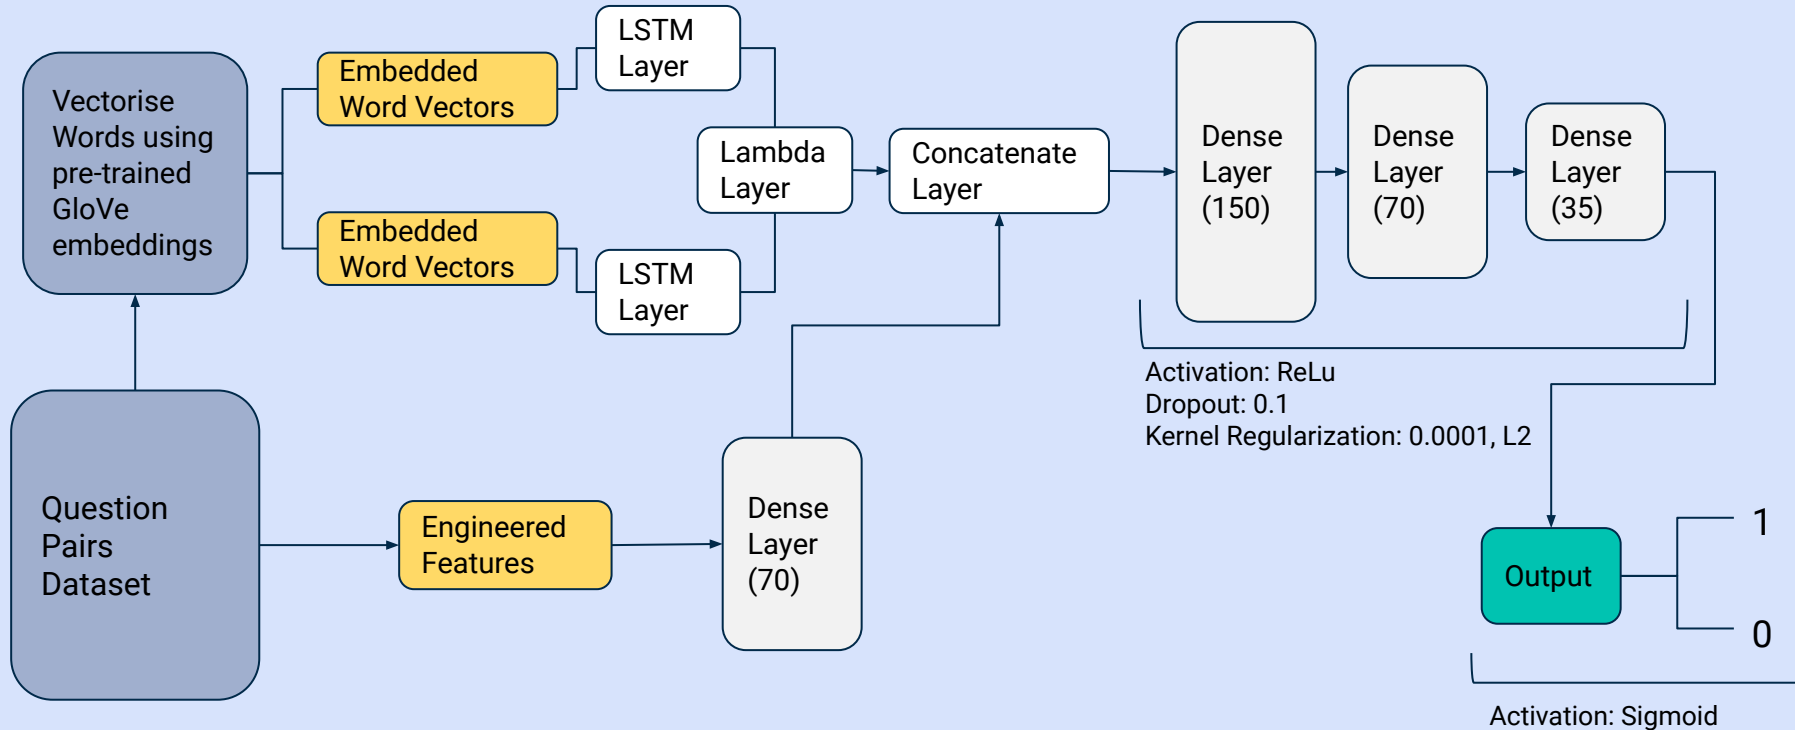 Vectorise
Words using
pre-trained
GloVe
embeddings
Embedded
Word Vectors
Embedded
Word Vectors
LSTM
Layer
LSTM
Layer
Lambda
Layer
Concatenate
Layer
Dense
Layer
(150)
Dense
Layer
(70)
Dense
Layer
(35)
Activation: ReLu
Dropout: 0.1
Kernel Regularization: 0.0001, L2
Question
Pairs
Dataset
Engineered
Features
Dense
Layer
(70)
Output
1
0
Activation: Sigmoid